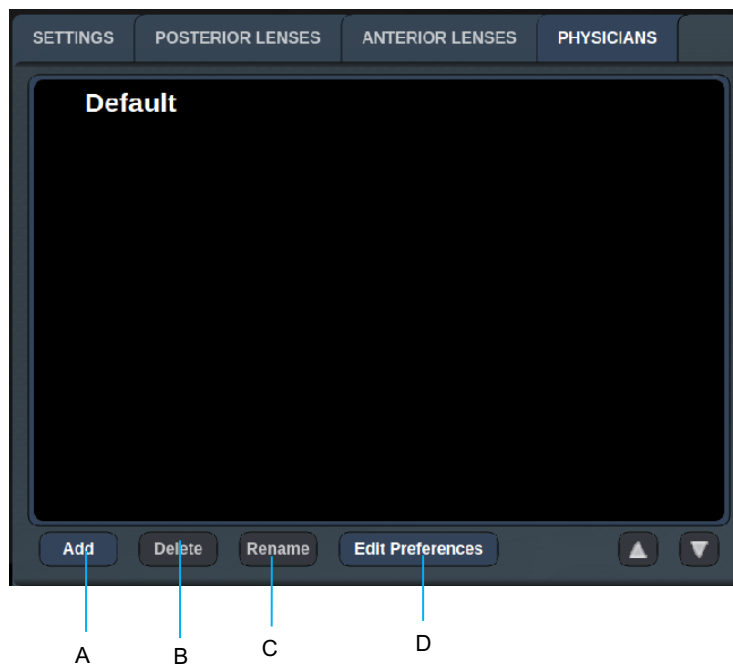 SETTINGS POSTERIOR LENSES ANTERIOR LENSES PHYSICIANS
Default
Add Delete Rename Edit Preferences
A B C D